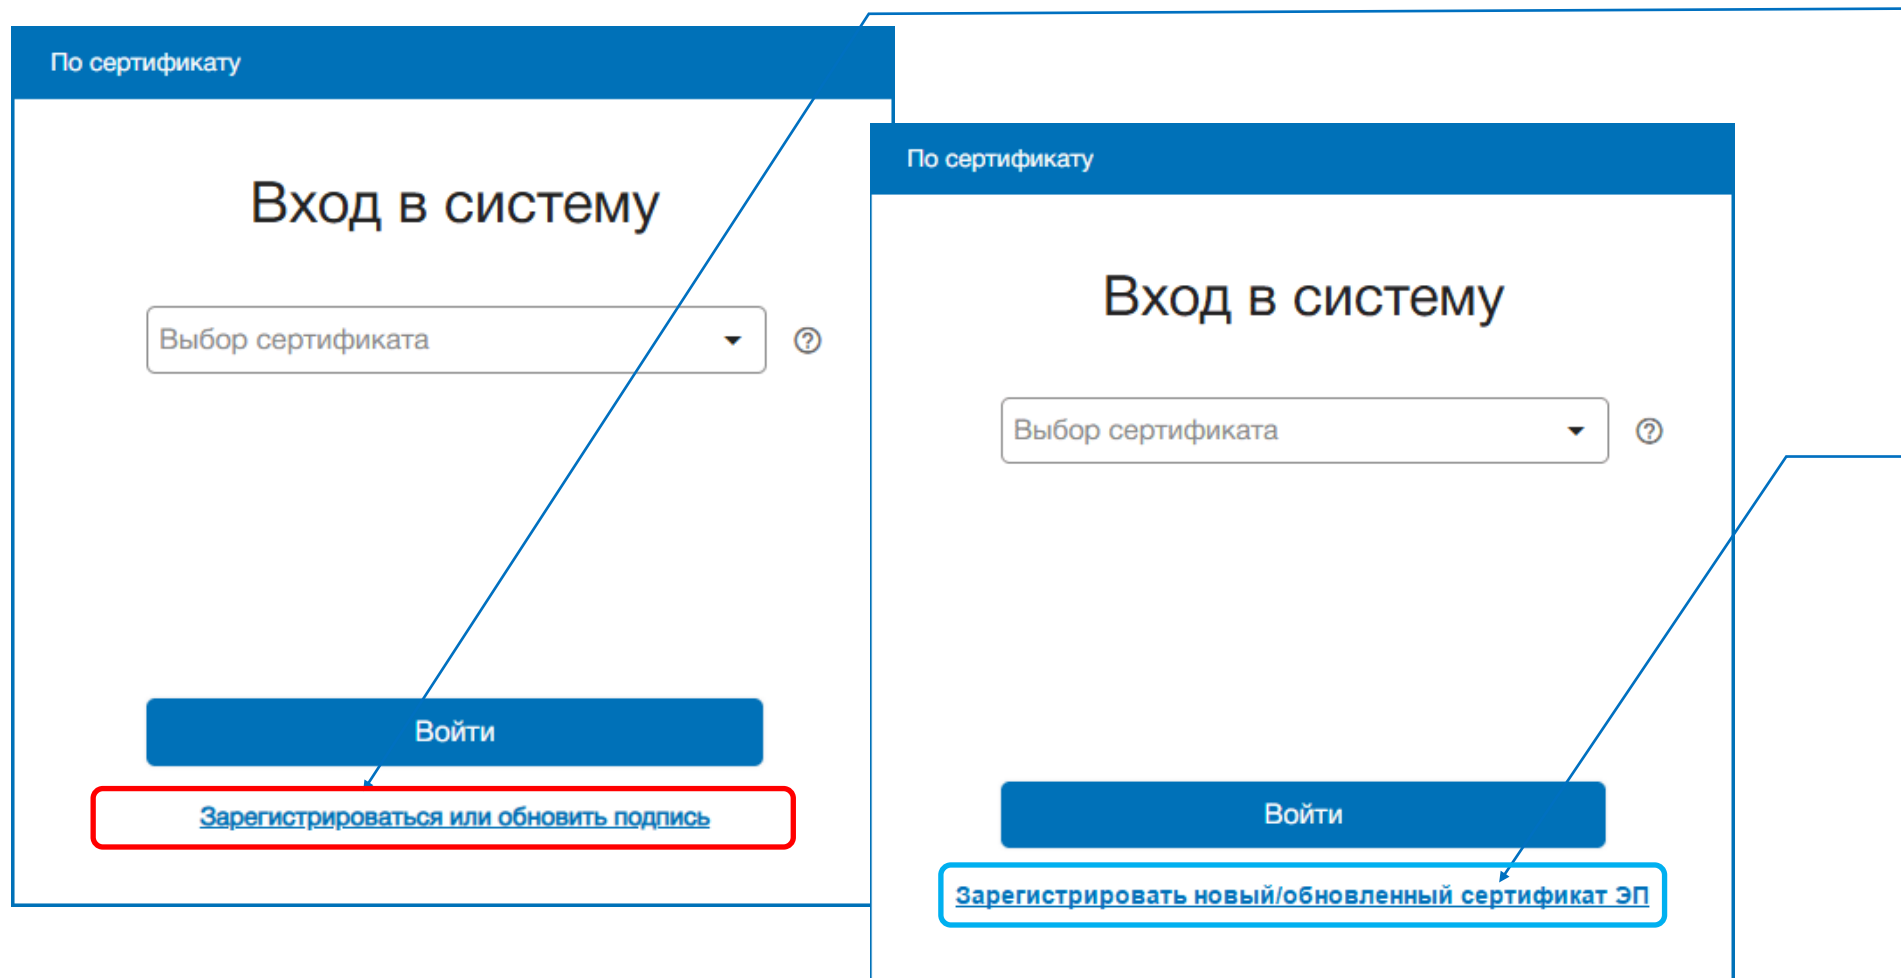 По сертификату
Вход в систему
Выбор сертификата
Войти
Зарегистрироваться или обновить подпись
По сертификату
Вход в систему
Выбор сертификата
Войти
Зарегистрировать новый/обновленный сертификат ЭП